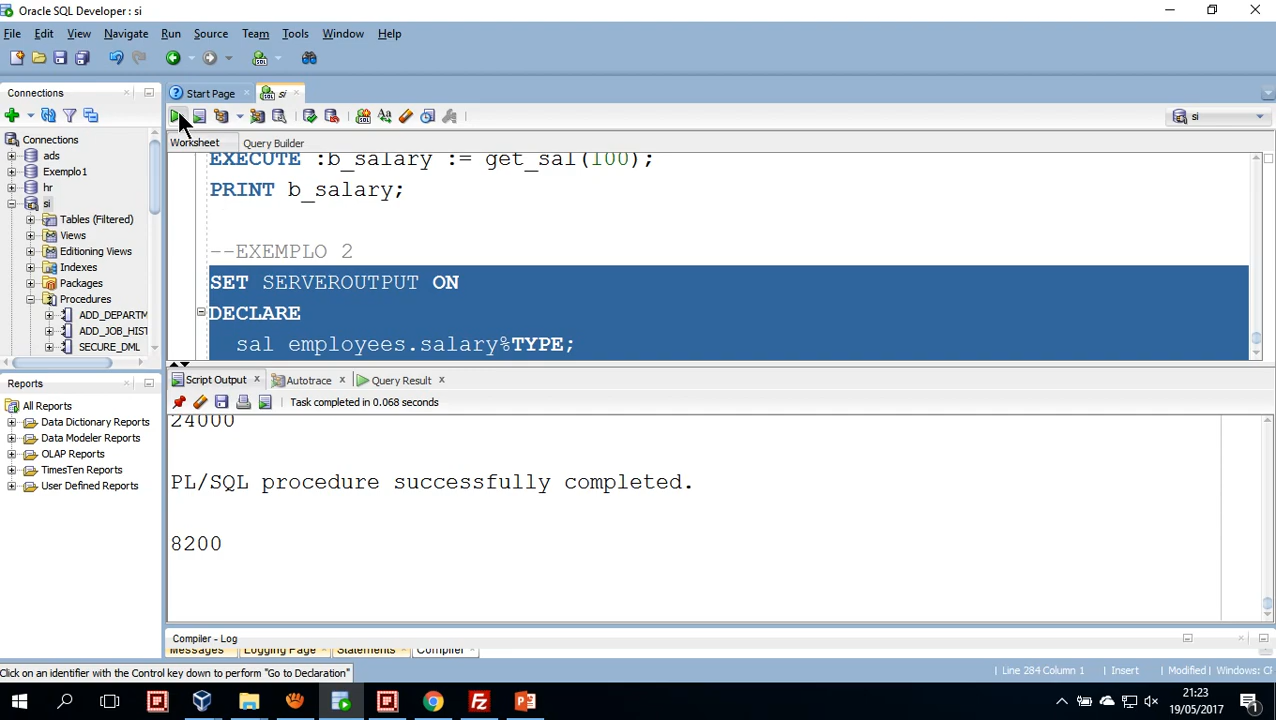 Oracle SQL Developer : si
File Edit View Navigate Run Source Team Tools Window Help
Connections
Start Page
si
si
Worksheet
Query Builder
Connections
ads
Exemplo1
hr
si
Tables (Filtered)
Views
Editioning Views
Indexes
Packages
Procedures
ADD_DEPARTM
ADD_JOB_HIST
SECURE_DML
EXECUTE :b_salary := get_sal(100);
PRINT b_salary;
--EXEMPLO 2
SET SERVEROUTPUT ON
DECLARE
sal employees.salary%TYPE;
Reports
All Reports
Data Dictionary Reports
Data Modeler Reports
OLAP Reports
TimesTen Reports
User Defined Reports
Script Output
Autotrace
Query Result
Task completed in 0.068 seconds
24000
PL/SQL procedure successfully completed.
8200
Compiler - Log
Messages
Logging Page
Statements
Compiler
Click on an identifier with the Control key down to perform "Go to Declaration"
Line 284 Column 1
Insert
Modified
21:23
19/05/2017